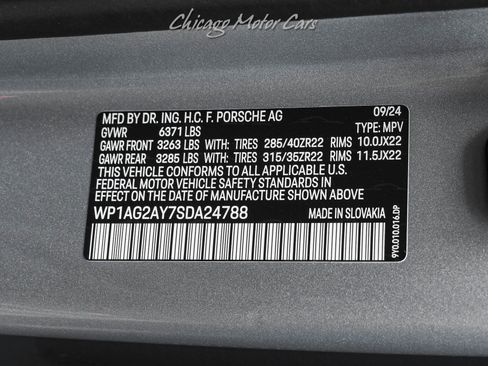 Chicago Motor Cars
MFD BY DR. ING. H.C. F. PORSCHE AG 09/24
GVWR 6371 LBS TYPE: MPV
GAWR FRONT 3263 LBS WITH: TIRES 285/40ZR22 RIMS 10.0JX22
GAWR REAR 3285 LBS WITH: TIRES 315/35ZR22 RIMS 11.5JX22
THIS VEHICLE CONFORMS TO ALL APPLICABLE
FEDERAL MOTOR VEHICLE SAFETY STANDARDS IN
EFFECT ON THE DATE OF MANUFACTURE SHOWN ABOVE
WP1AG2AY7SDA24788 MADE IN SLOVAKIA
9Y0.010.016.DP